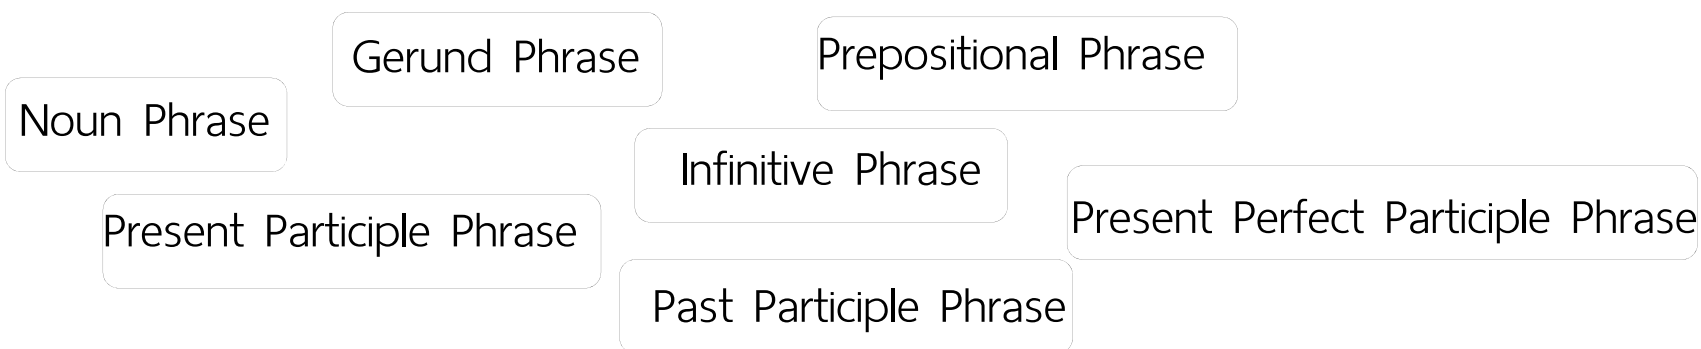 Gerund Phrase
Prepositional Phrase
Noun Phrase
Infinitive Phrase
Present Participle Phrase
Present Perfect Participle Phrase
Past Participle Phrase